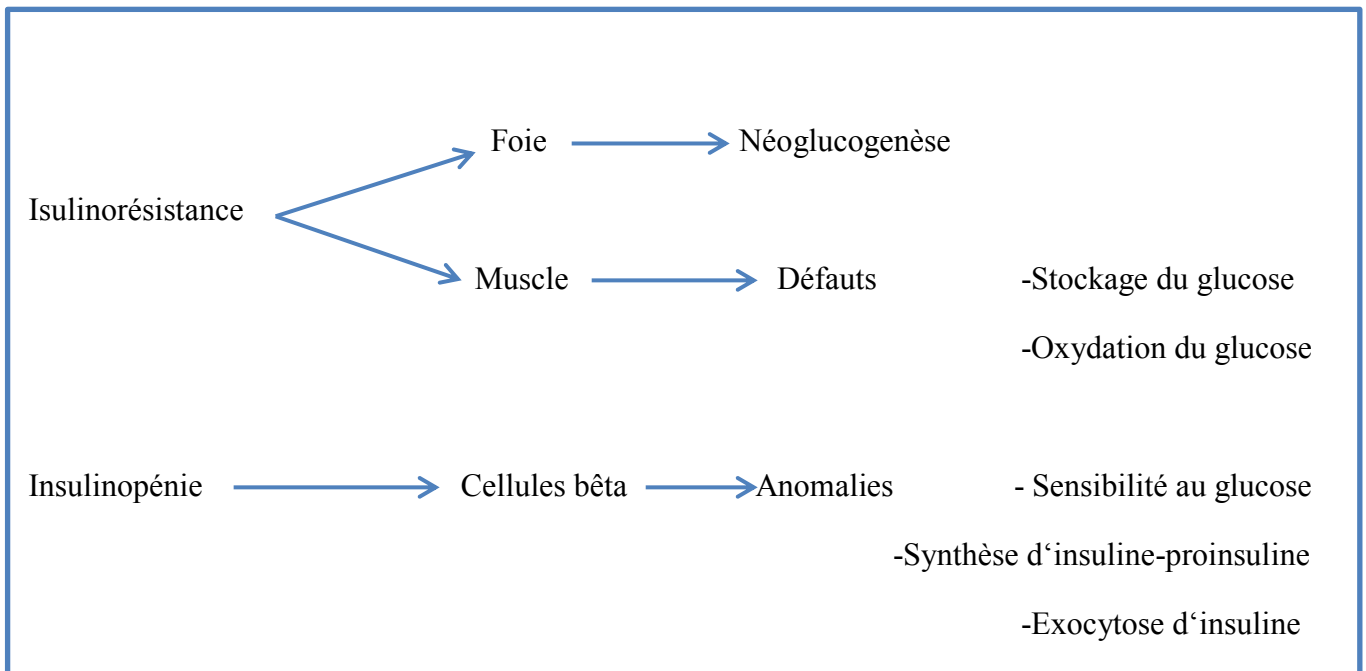 Foie Néoglucogenèse
Isulinorésistance
Muscle Défauts -Stockage du glucose
-Oxydation du glucose
Insulinopénie Cellules bêta Anomalies - Sensibilité au glucose
-Synthèse d‘insuline-proinsuline
-Exocytose d‘insuline